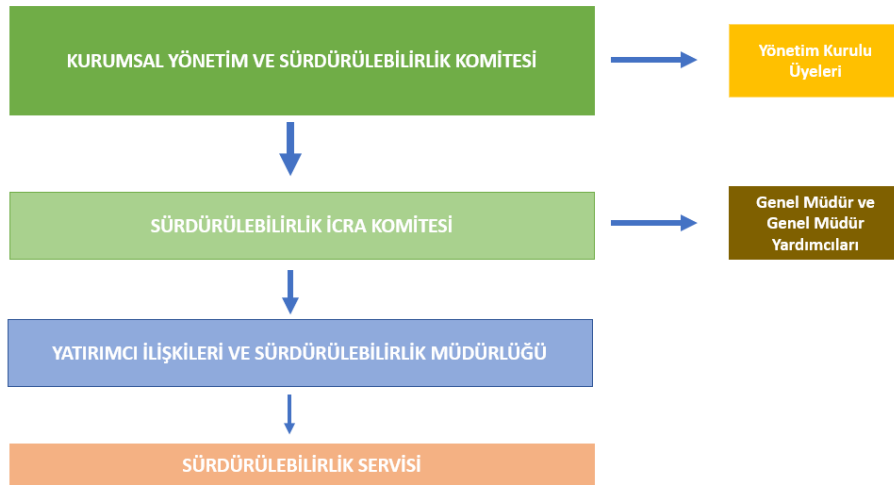 KURUMSAL YÖNETİM VE SÜRDÜRÜLEBİLİRLİK KOMİTESİ
Yönetim Kurulu
Üyeleri
SÜRDÜRÜLEBİLİRLİK İCRA KOMİTESİ
Genel Müdür ve
Genel Müdür
Yardımcıları
YATIRIMCI İLİŞKİLERİ VE SÜRDÜRÜLEBİLİRLİK MÜDÜRLÜĞÜ
SÜRDÜRÜLEBİLİRLİK SERVİSİ